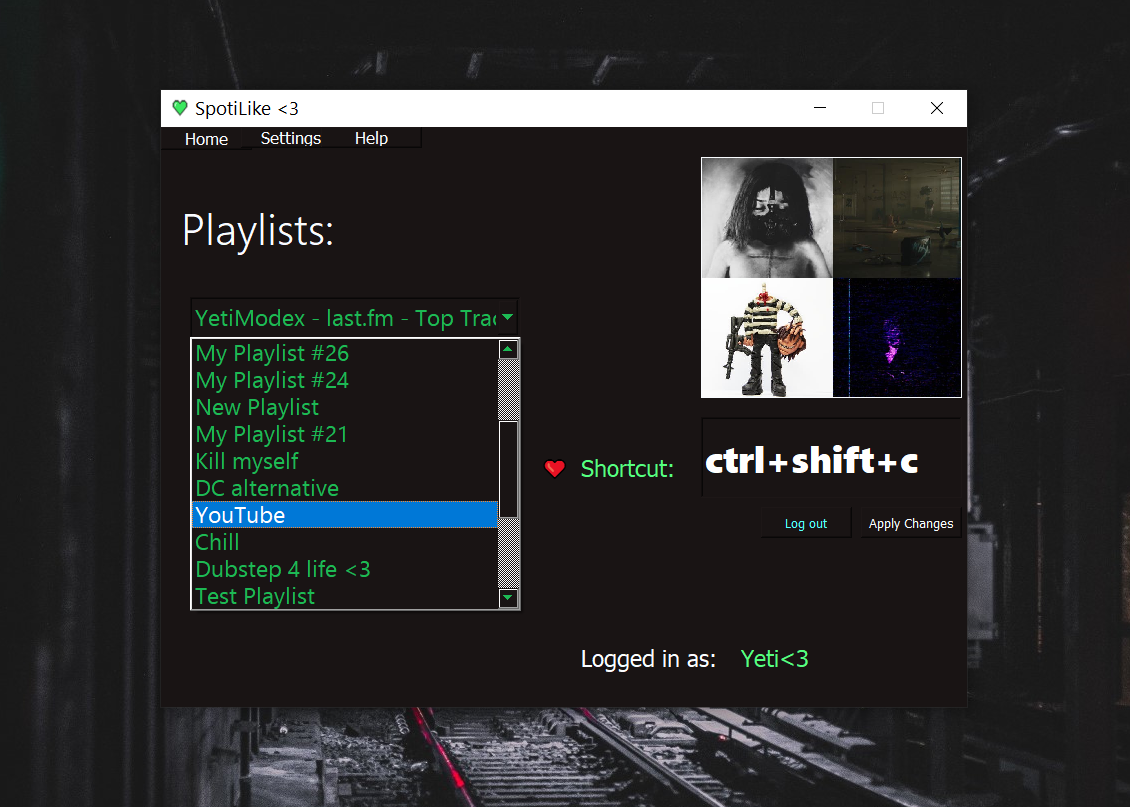 SpotiLike <3
Home Settings Help
Playlists:
YetiModex - last.fm - Top Trac
My Playlist #26
My Playlist #24
New Playlist
My Playlist #21
Kill myself
DC alternative
YouTube
Chill
Dubstep 4 life <3
Test Playlist
Shortcut:
ctrl+shift+c
Log out
Apply Changes
Logged in as: Yeti<3